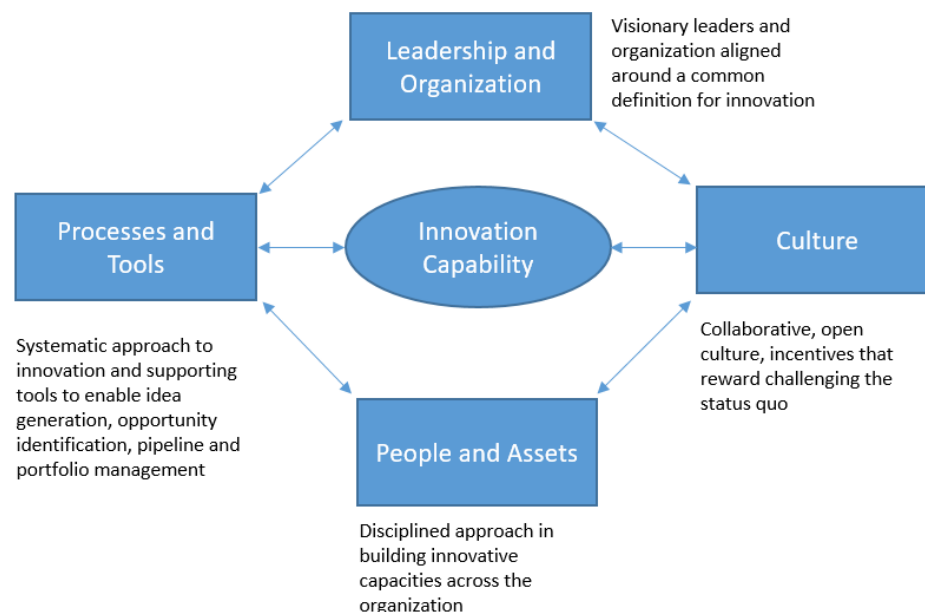 Leadership and
Organization
Visionary leaders and
organization aligned
around a common
definition for innovation
Processes and
Tools
Innovation
Capability
Culture
Systematic approach to
innovation and supporting
tools to enable idea
generation, opportunity
identification, pipeline and
portfolio management
Collaborative, open
culture, incentives that
reward challenging the
status quo
People and Assets
Disciplined approach in
building innovative
capacities across the
organization